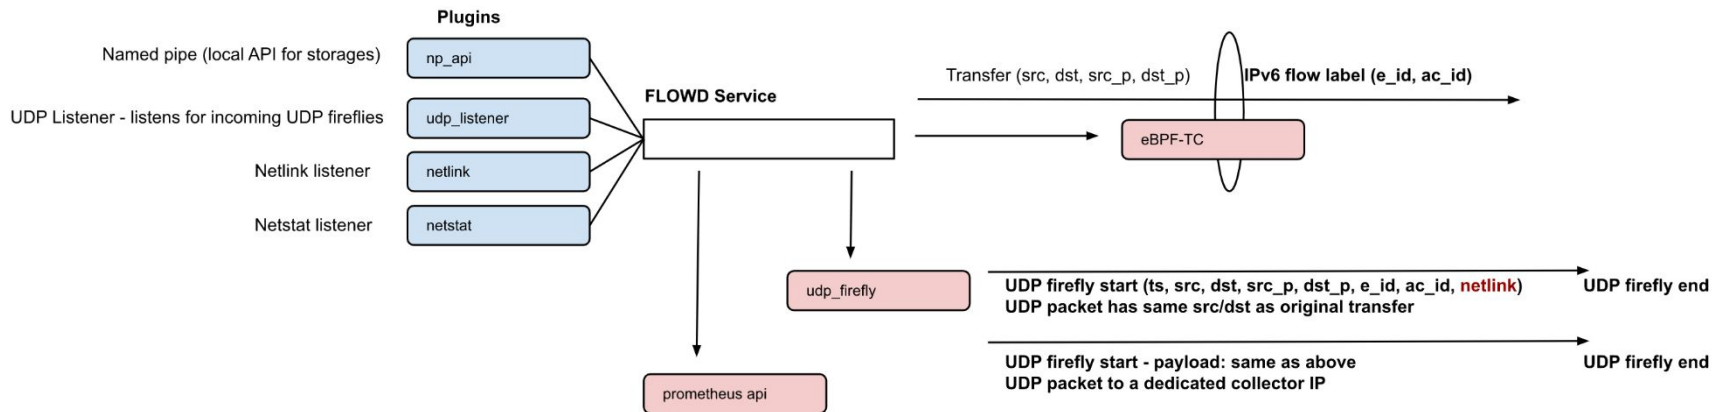 Plugins
Named pipe (local API for storages)
np_api
UDP Listener - listens for incoming UDP fireflies
udp_listener
Netlink listener
netlink
Netstat listener
netstat
FLOWD Service
Transfer (src, dst, src_p, dst_p)
IPv6 flow label (e_id, ac_id)
eBPF-TC
udp_firefly
UDP firefly start (ts, src, dst, src_p, dst_p, e_id, ac_id, netlink)
UDP packet has same src/dst as original transfer
UDP firefly end
UDP firefly start - payload: same as above
UDP packet to a dedicated collector IP
UDP firefly end
prometheus api